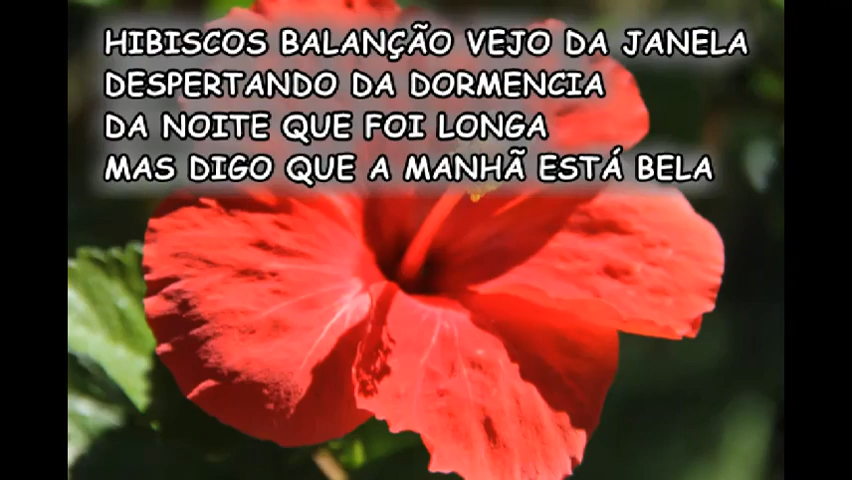 HIBISCOS BALANÇÃO VEJO DA JANELA
DESPERTANDO DA DORMENCIA
DA NOITE QUE FOI LONGA
MAS DIGO QUE A MANHÃ ESTÁ BELA